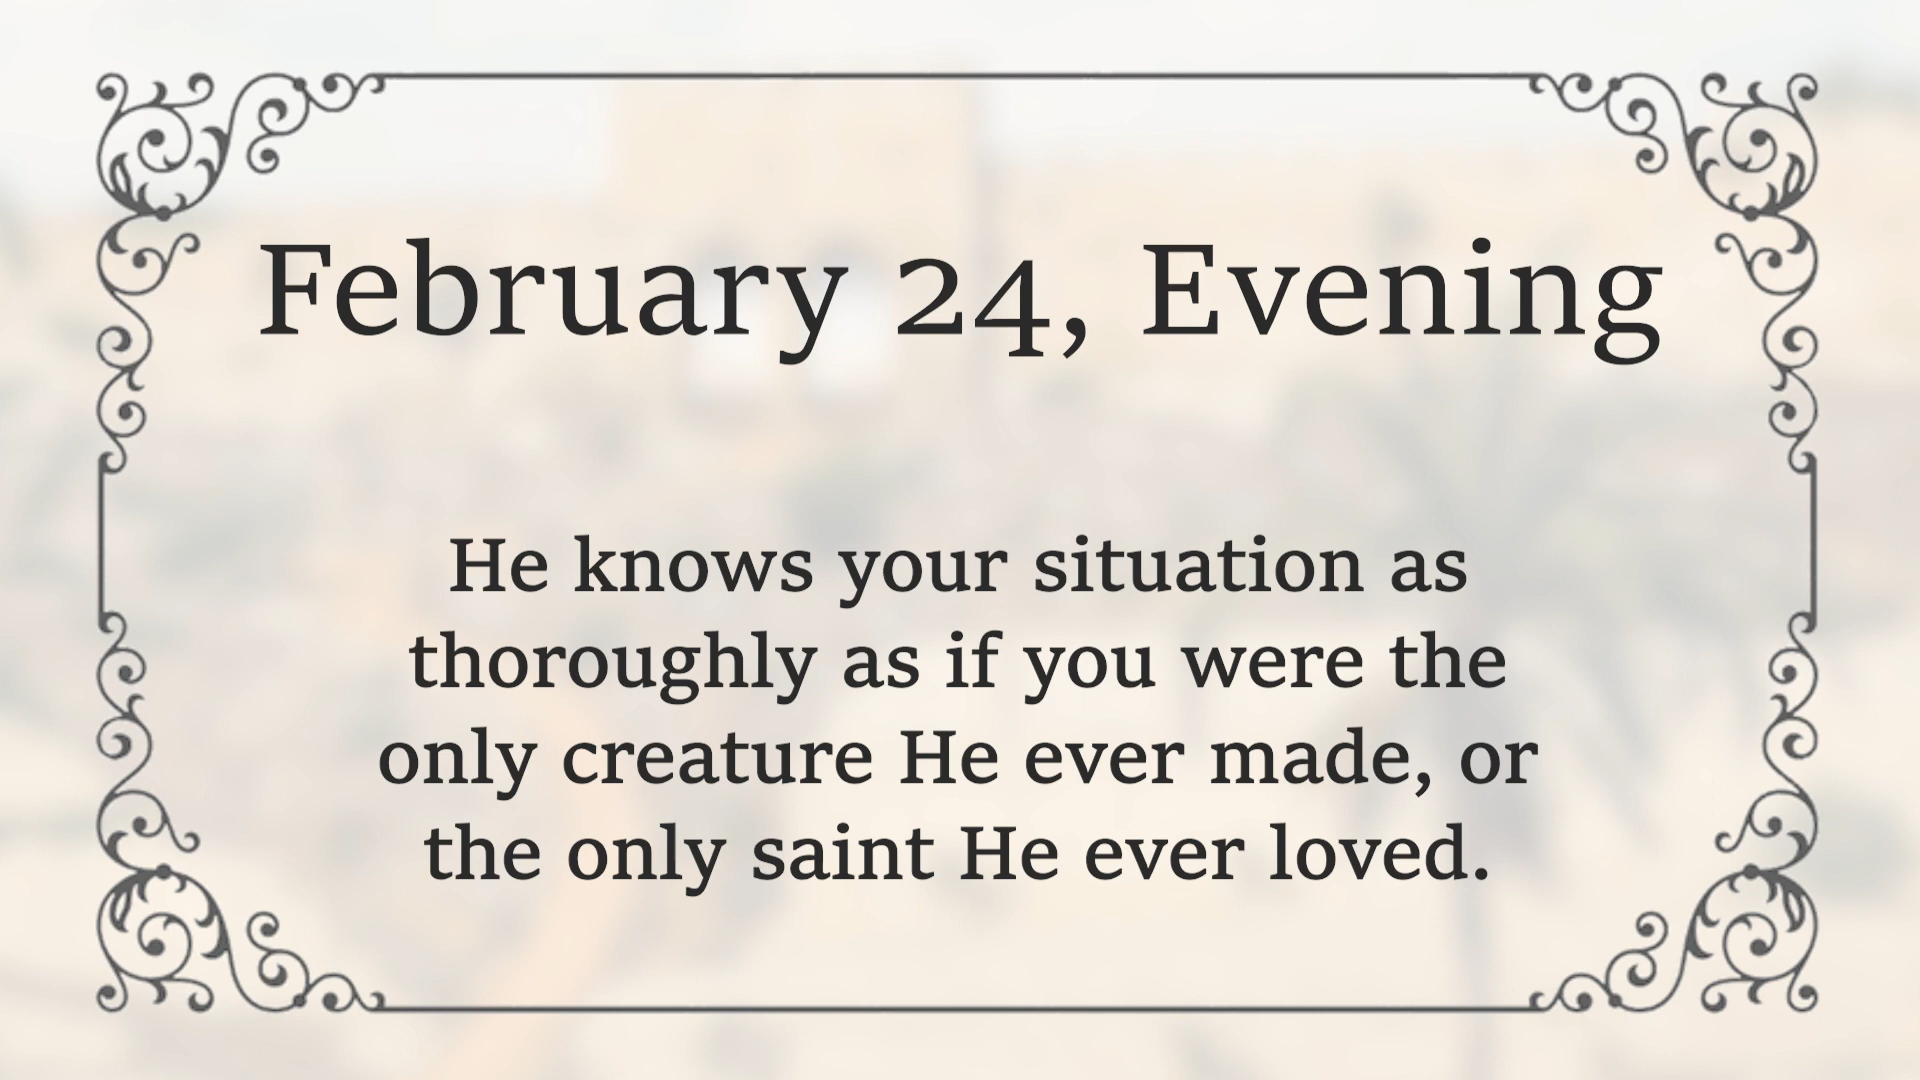 February 24, Evening
He knows your situation as
thoroughly as if you were the
only creature He ever made, or
the only saint He ever loved.